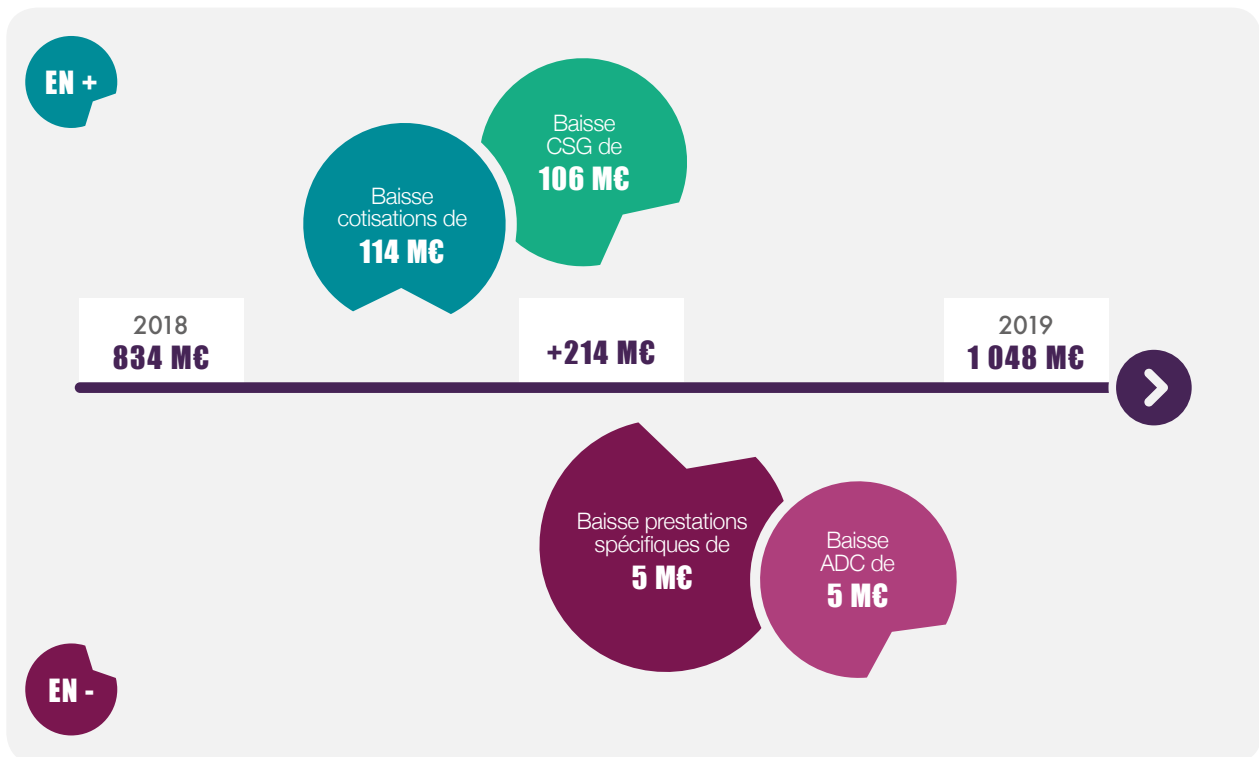 EN +
Baisse
CSG de
106 M€
Baisse
cotisations de
114 M€
2018
834 M€
+214 M€
2019
1 048 M€
Baisse prestations
spécifiques de
5 M€
Baisse
ADC de
5 M€
EN -